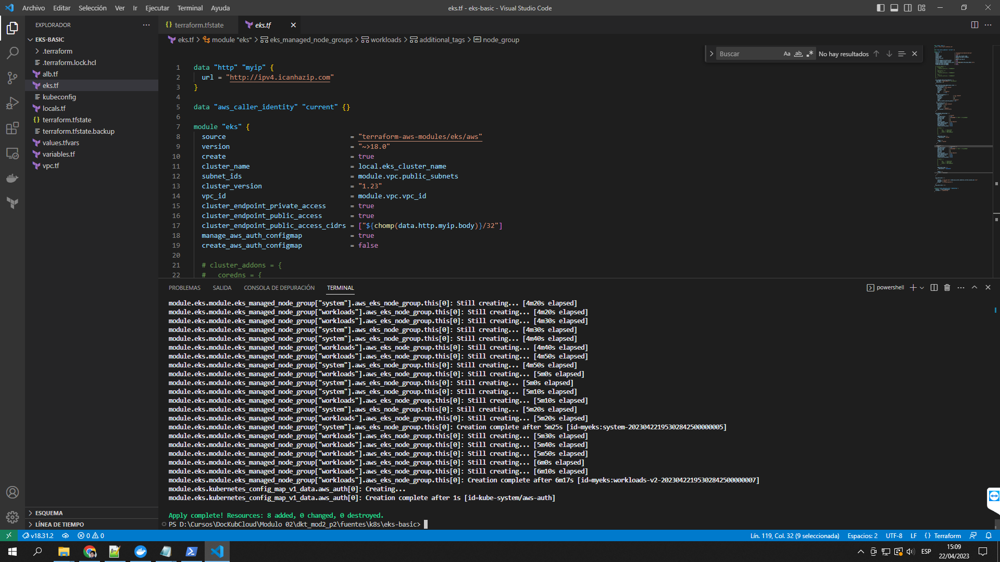 Archivo Editar Selección Ver Ir Ejecutar Terminal Ayuda
eks.tf - eks-basic - Visual Studio Code
EXPLORADOR
EKS-BASIC
.terraform
.terraform.lock.hcl
alb.tf
eks.tf
kubeconfig
locals.tf
terraform.tfstate
terraform.tfstate.backup
values.tfvars
variables.tf
vpc.tf
ESQUEMA
LÍNEA DE TIEMPO
terraform.tfstate eks.tf
eks.tf > module "eks" > eks_managed_node_groups > workloads > additional_tags > node_group
Buscar Aa ab No hay resultados
1 data "http" "myip" {
2 url = "http://ipv4.icanhazip.com"
3 }
4
5 data "aws_caller_identity" "current" {}
6
7 module "eks" {
8 source = "terraform-aws-modules/eks/aws"
9 version = "~>18.0"
10 create = true
11 cluster_name = local.eks_cluster_name
12 subnet_ids = module.vpc.public_subnets
13 cluster_version = "1.23"
14 vpc_id = module.vpc.vpc_id
15 cluster_endpoint_private_access = true
16 cluster_endpoint_public_access = true
17 cluster_endpoint_public_access_cidrs = ["${chomp(data.http.myip.body)}/32"]
18 manage_aws_auth_configmap = true
19 create_aws_auth_configmap = false
20
21 # cluster_addons = {
22 # coredns = {
PROBLEMAS SALIDA CONSOLA DE DEPURACIÓN TERMINAL
powershell
module.eks.module.eks_managed_node_group["system"].aws_eks_node_group.this[0]: Still creating... [4m20s elapsed]
module.eks.module.eks_managed_node_group["workloads"].aws_eks_node_group.this[0]: Still creating... [4m20s elapsed]
module.eks.module.eks_managed_node_group["workloads"].aws_eks_node_group.this[0]: Still creating... [4m30s elapsed]
module.eks.module.eks_managed_node_group["system"].aws_eks_node_group.this[0]: Still creating... [4m30s elapsed]
module.eks.module.eks_managed_node_group["system"].aws_eks_node_group.this[0]: Still creating... [4m40s elapsed]
module.eks.module.eks_managed_node_group["workloads"].aws_eks_node_group.this[0]: Still creating... [4m40s elapsed]
module.eks.module.eks_managed_node_group["workloads"].aws_eks_node_group.this[0]: Still creating... [4m50s elapsed]
module.eks.module.eks_managed_node_group["system"].aws_eks_node_group.this[0]: Still creating... [4m50s elapsed]
module.eks.module.eks_managed_node_group["workloads"].aws_eks_node_group.this[0]: Still creating... [5m0s elapsed]
module.eks.module.eks_managed_node_group["system"].aws_eks_node_group.this[0]: Still creating... [5m0s elapsed]
module.eks.module.eks_managed_node_group["system"].aws_eks_node_group.this[0]: Still creating... [5m10s elapsed]
module.eks.module.eks_managed_node_group["workloads"].aws_eks_node_group.this[0]: Still creating... [5m10s elapsed]
module.eks.module.eks_managed_node_group["system"].aws_eks_node_group.this[0]: Still creating... [5m20s elapsed]
module.eks.module.eks_managed_node_group["workloads"].aws_eks_node_group.this[0]: Still creating... [5m20s elapsed]
module.eks.module.eks_managed_node_group["system"].aws_eks_node_group.this[0]: Creation complete after 5m25s [id=myeks:system-20230422195302842500000005]
module.eks.module.eks_managed_node_group["workloads"].aws_eks_node_group.this[0]: Still creating... [5m30s elapsed]
module.eks.module.eks_managed_node_group["workloads"].aws_eks_node_group.this[0]: Still creating... [5m40s elapsed]
module.eks.module.eks_managed_node_group["workloads"].aws_eks_node_group.this[0]: Still creating... [5m50s elapsed]
module.eks.module.eks_managed_node_group["workloads"].aws_eks_node_group.this[0]: Still creating... [6m0s elapsed]
module.eks.module.eks_managed_node_group["workloads"].aws_eks_node_group.this[0]: Still creating... [6m10s elapsed]
module.eks.module.eks_managed_node_group["workloads"].aws_eks_node_group.this[0]: Creation complete after 6m17s [id=myeks:workloads-v2-20230422195302842500000007]
module.eks.kubernetes_config_map_v1_data.aws_auth[0]: Creating...
module.eks.kubernetes_config_map_v1_data.aws_auth[0]: Creation complete after 1s [id=kube-system/aws-auth]
Apply complete! Resources: 8 added, 0 changed, 0 destroyed.
PS D:\Cursos\DocKubCloud\Modulo 02\dkt_mod2_p2\fuentes\k8s\eks-basic>
v18.31.2 0 0 Lín. 119, Col. 32 (9 seleccionada) Espacios: 2 UTF-8 LF {} Terraform
ESP 15:09
22/04/2023